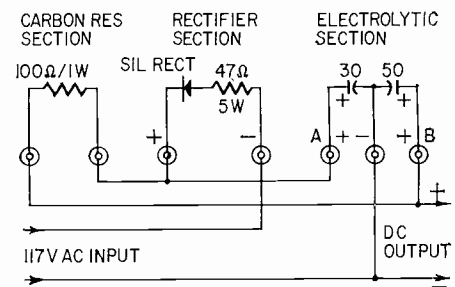 CARBON RES SECTION
RECTIFIER SECTION
ELECTROLYTIC SECTION
100Ω/1W
SIL RECT
47Ω
5W
30
50
+
+
+
-
A
+
-
+
B
+
117V AC INPUT
DC OUTPUT
-